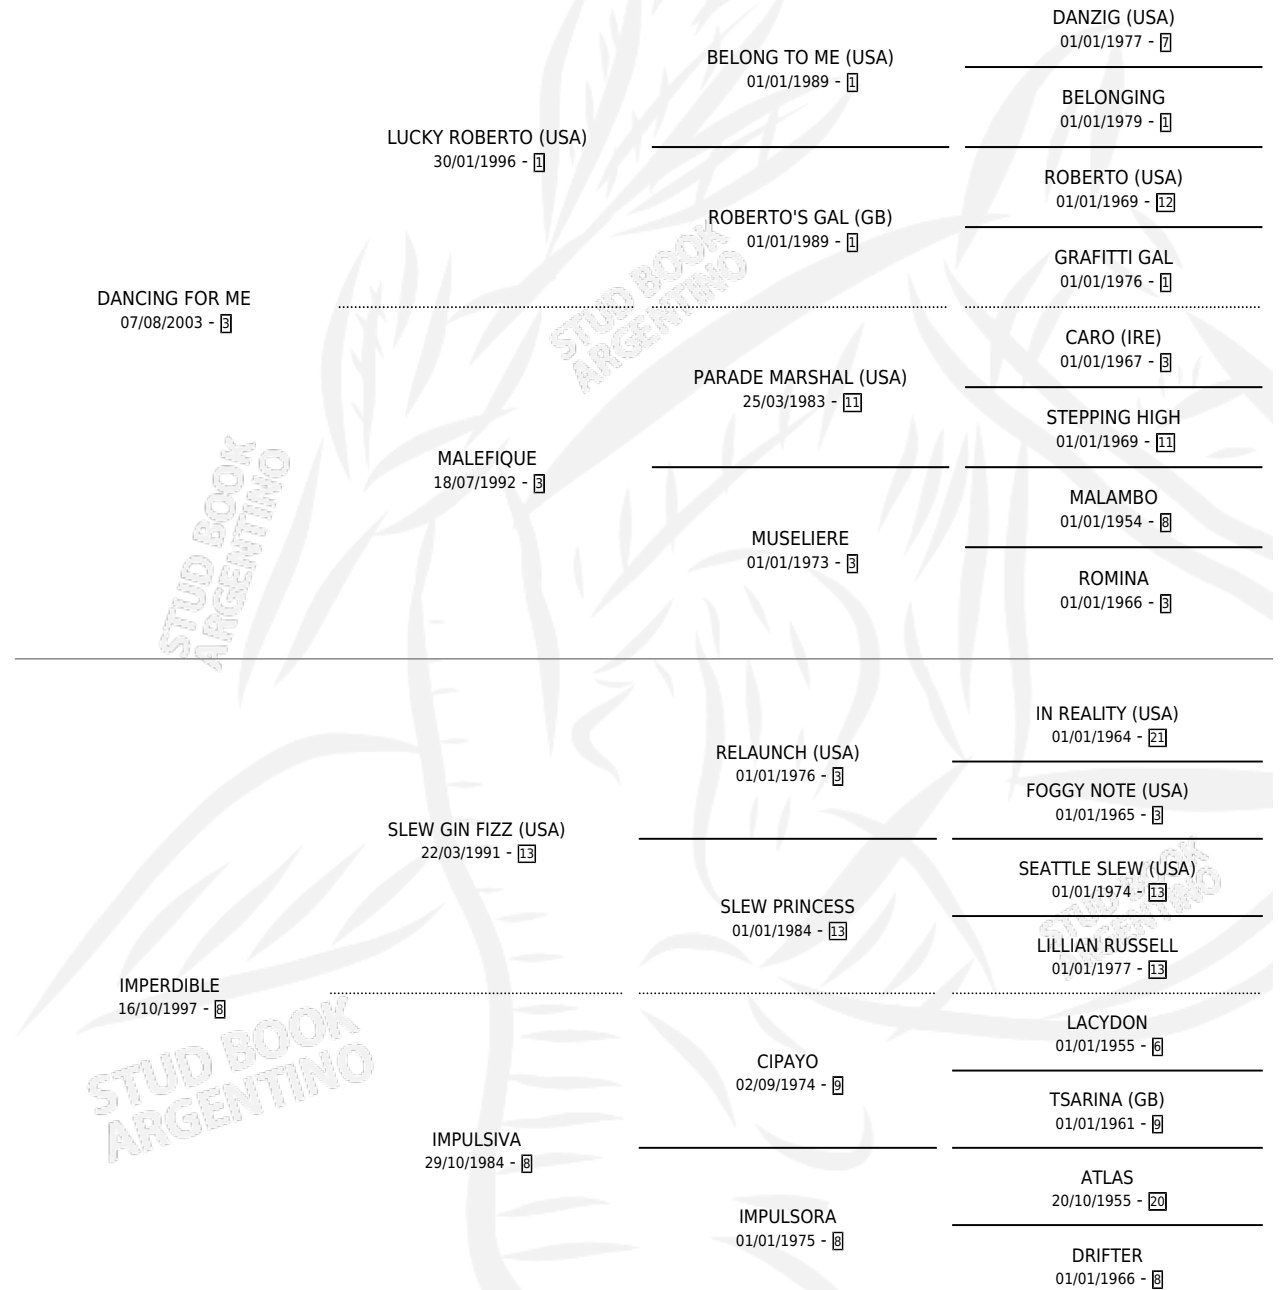 DANZIG (USA)
01/01/1977 - 7
BELONG TO ME (USA)
01/01/1989 - 1
BELONGING
01/01/1979 - 1
LUCKY ROBERTO (USA)
30/01/1996 - 1
ROBERTO (USA)
01/01/1969 - 12
ROBERTO'S GAL (GB)
01/01/1989 - 1
GRAFITTI GAL
01/01/1976 - 1
DANCING FOR ME
07/08/2003 - 3
CARO (IRE)
01/01/1967 - 3
PARADE MARSHAL (USA)
25/03/1983 - 11
STEPPING HIGH
01/01/1969 - 11
MALEFIQUE
18/07/1992 - 3
MALAMBO
01/01/1954 - 8
MUSELIERE
01/01/1973 - 3
ROMINA
01/01/1966 - 3
STUD BOOK
ARGENTINO
STUD BOOK
ARGENTINO
IN REALITY (USA)
01/01/1964 - 21
RELAUNCH (USA)
01/01/1976 - 3
FOGGY NOTE (USA)
01/01/1965 - 3
SLEW GIN FIZZ (USA)
22/03/1991 - 13
SEATTLE SLEW (USA)
01/01/1974 - 13
SLEW PRINCESS
01/01/1984 - 13
LILLIAN RUSSELL
01/01/1977 - 13
STUD BOOK
ARGENTINO
IMPERDIBLE
16/10/1997 - 8
LACYDON
01/01/1955 - 6
CIPAYO
02/09/1974 - 9
TSARINA (GB)
01/01/1961 - 9
IMPULSIVA
29/10/1984 - 8
ATLAS
20/10/1955 - 20
IMPULSORA
01/01/1975 - 8
DRIFTER
01/01/1966 - 8
STUD BOOK
ARGENTINO